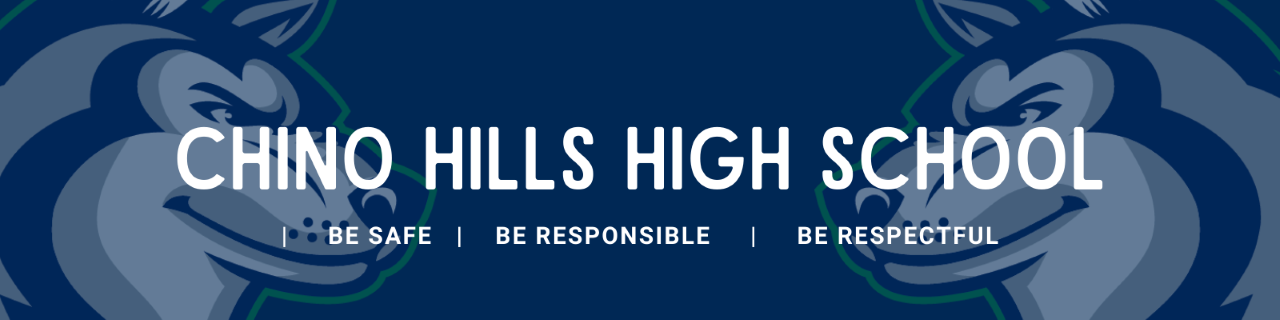 CHINO HILLS HIGH SCHOOL
| BE SAFE | BE RESPONSIBLE | BE RESPECTFUL